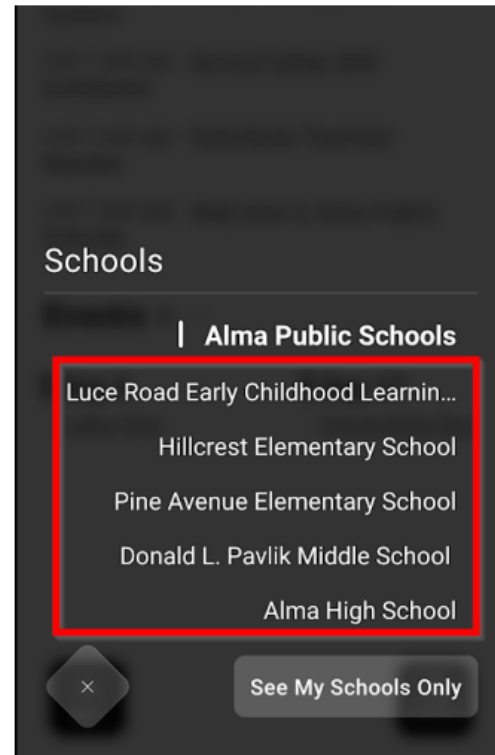 Schools
Alma Public Schools
Luce Road Early Childhood Learnin...
Hillcrest Elementary School
Pine Avenue Elementary School
Donald L. Pavlik Middle School
Alma High School
See My Schools Only